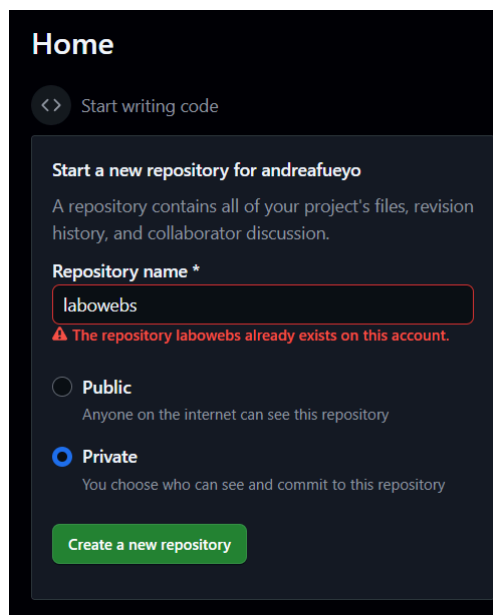 Home
<> Start writing code
Start a new repository for andreafueyo
A repository contains all of your project's files, revision
history, and collaborator discussion.
Repository name *
labowebs
The repository labowebs already exists on this account.
Public
Anyone on the internet can see this repository
Private
You choose who can see and commit to this repository
Create a new repository